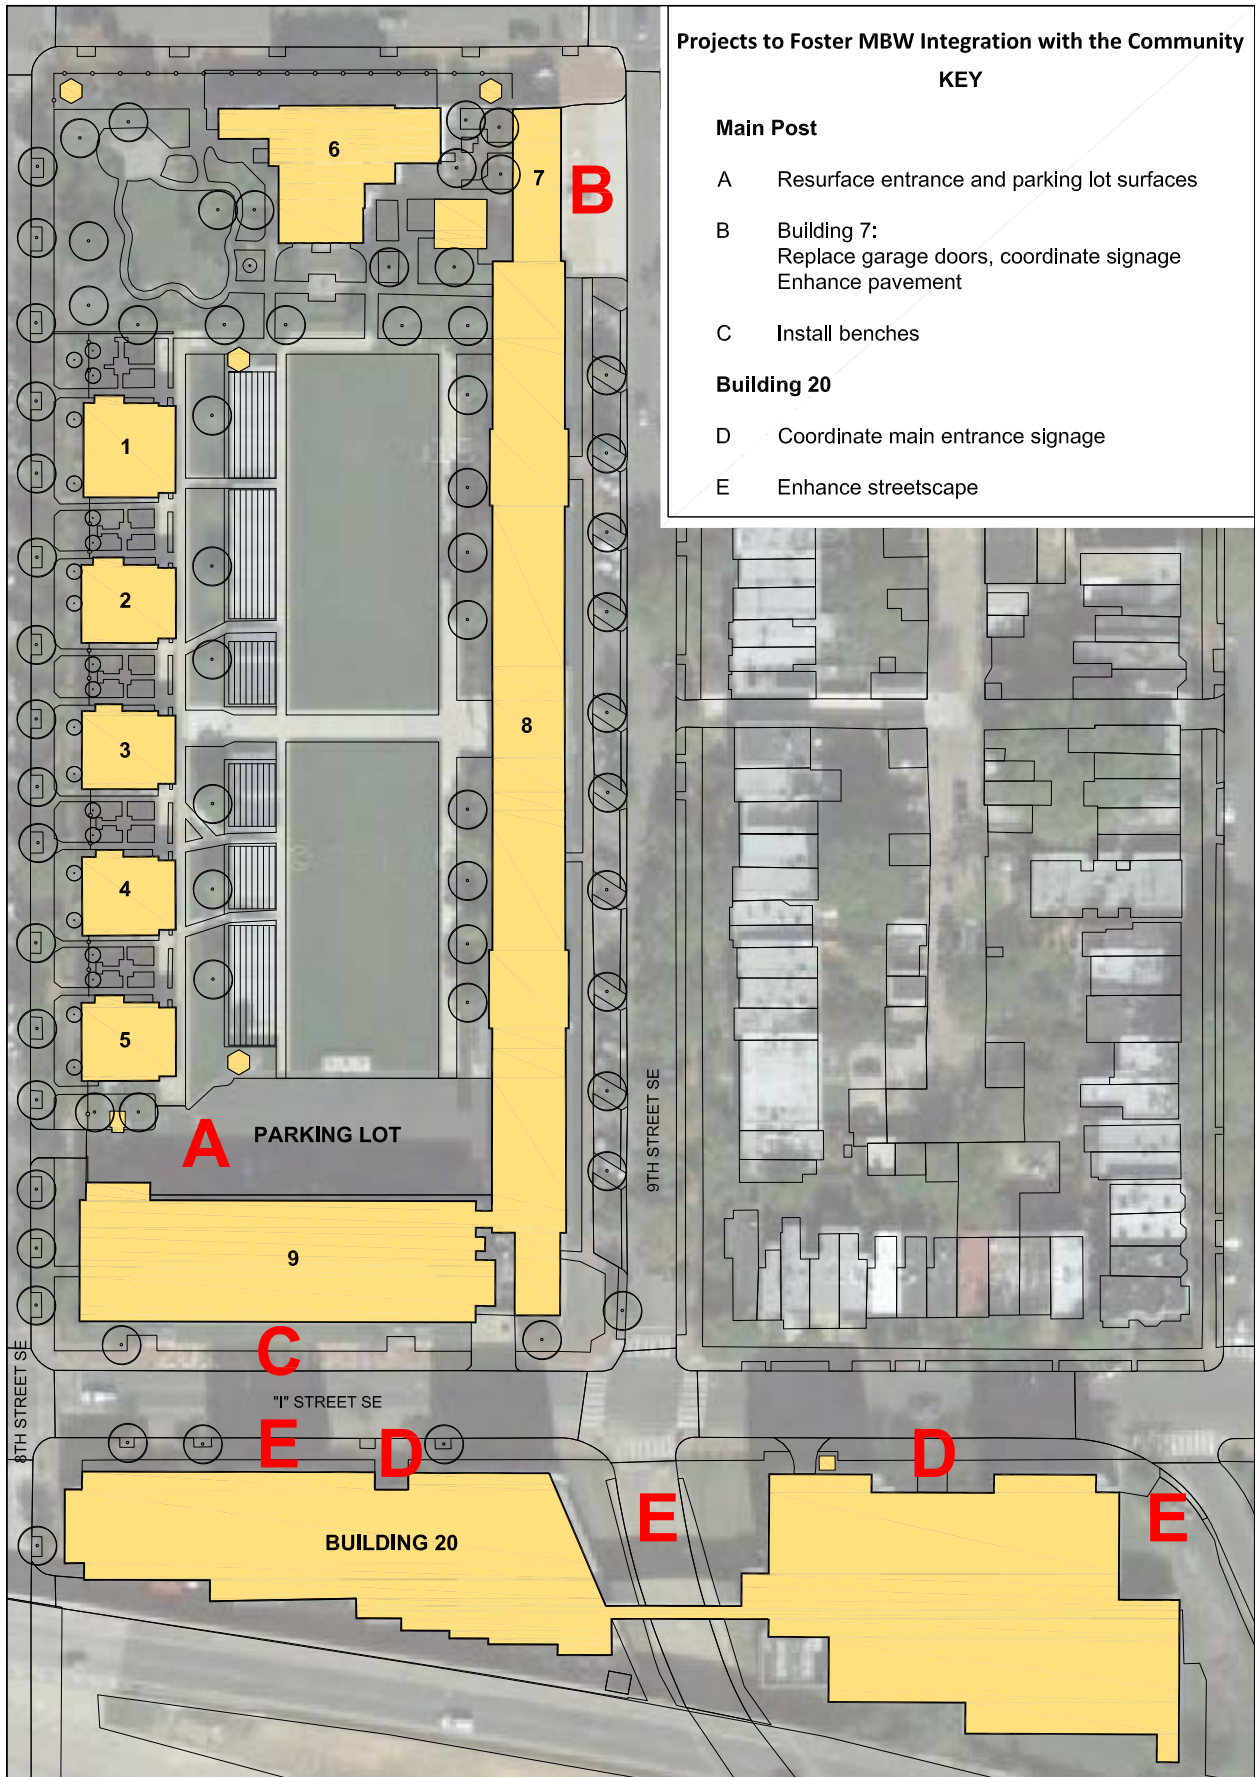 Projects to Foster MBW Integration with the Community
KEY
Main Post
A Resurface entrance and parking lot surfaces
B Building 7:
Replace garage doors, coordinate signage
Enhance pavement
C Install benches
Building 20
D Coordinate main entrance signage
E Enhance streetscape
6
7
B
1
2
3
8
4
5
9TH STREET SE
A
PARKING LOT
9
C
8TH STREET SE
"I" STREET SE
E
D
D
E
E
BUILDING 20